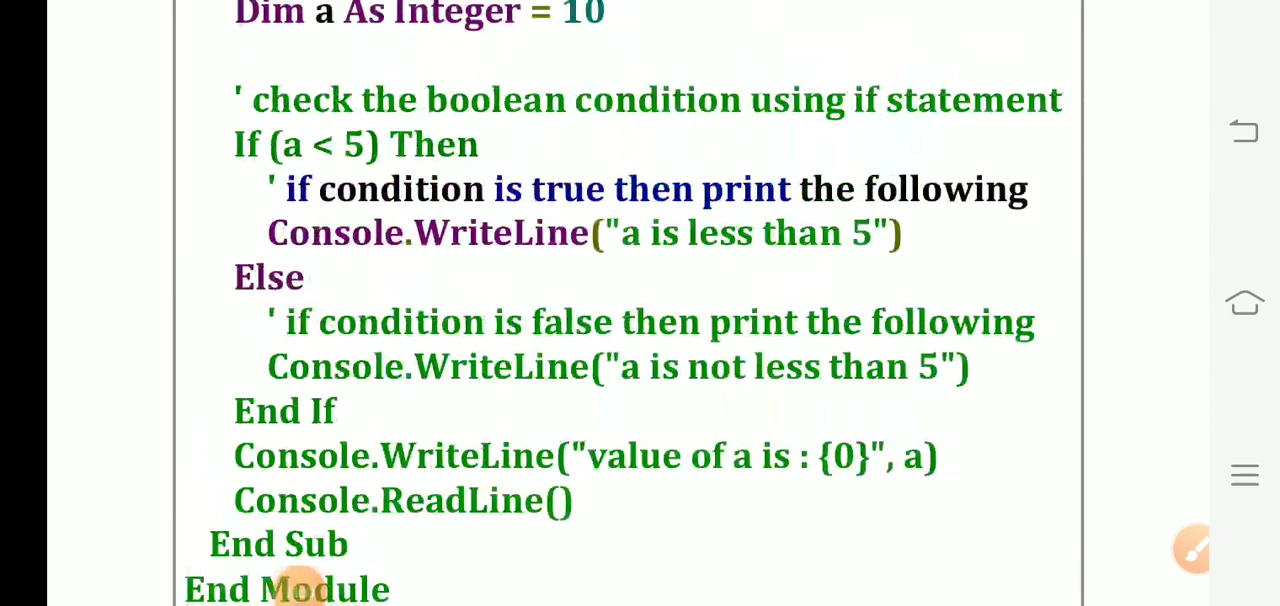 Dim a As Integer = 10
' check the boolean condition using if statement
If (a < 5) Then
' if condition is true then print the following
Console.WriteLine("a is less than 5")
Else
' if condition is false then print the following
Console.WriteLine("a is not less than 5")
End If
Console.WriteLine("value of a is : {0}", a)
Console.ReadLine()
End Sub
End Module